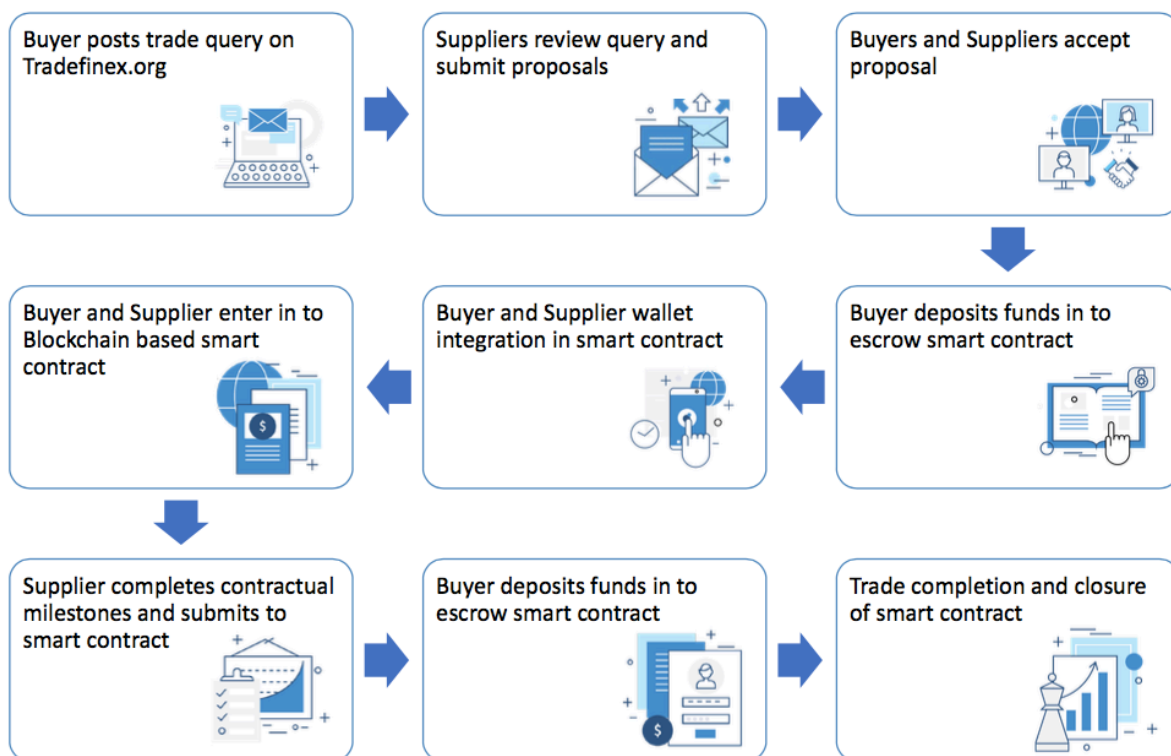 Buyer posts trade query on
Tradefinex.org
Suppliers review query and
submit proposals
Buyers and Suppliers accept
proposal
Buyer deposits funds in to
escrow smart contract
Buyer and Supplier wallet
integration in smart contract
Buyer and Supplier enter in to
Blockchain based smart
contract
$
Supplier completes contractual
milestones and submits to
smart contract
Buyer deposits funds in to
escrow smart contract
$
Trade completion and closure
of smart contract